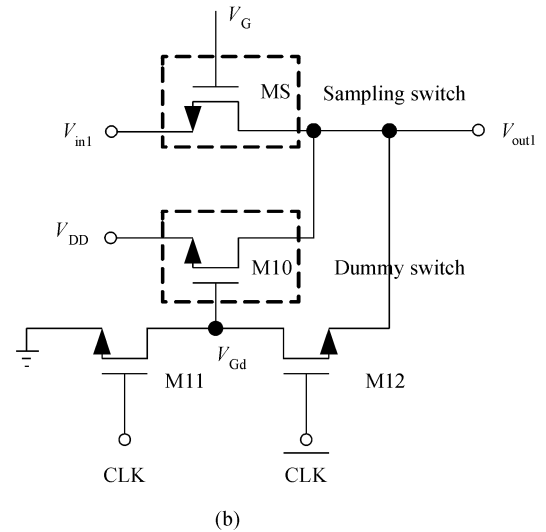 VG
MS
Sampling switch
Vin1
Vout1
VDD
M10
Dummy switch
VGd
M11
M12
CLK
CLK
(b)